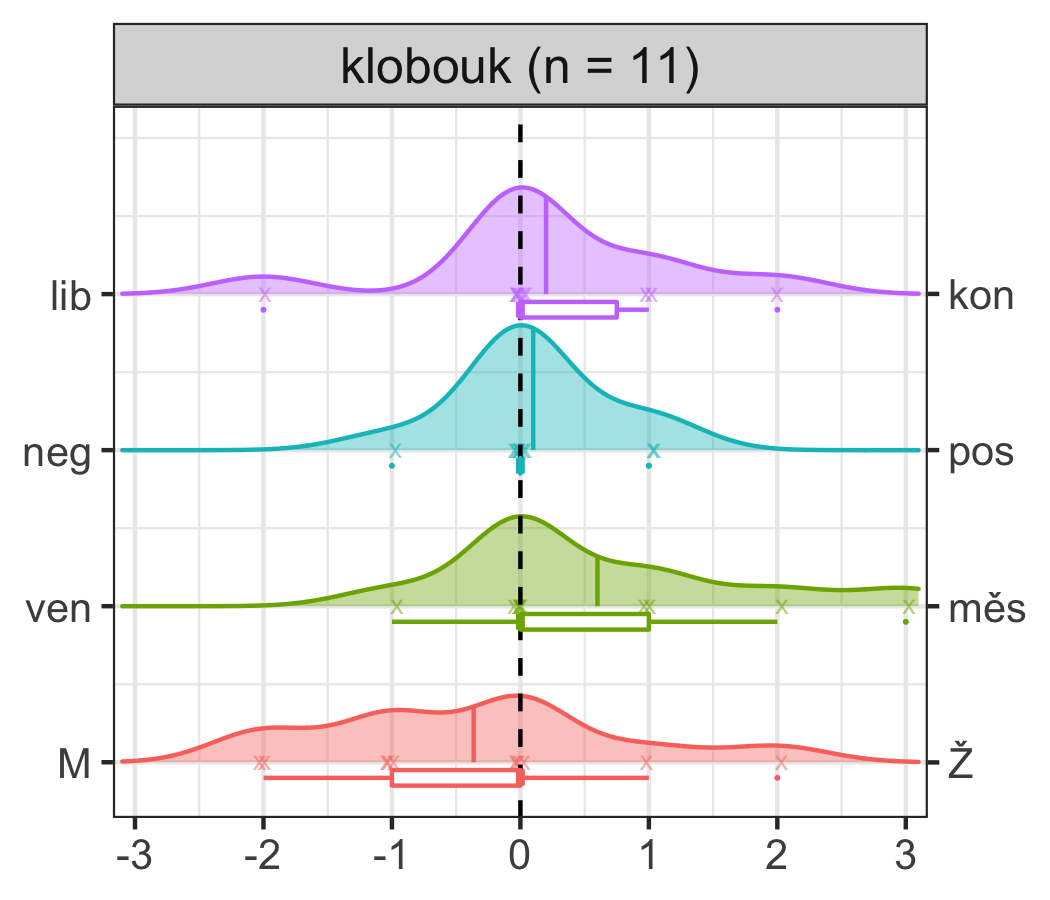 klobouk (n = 11)
lib kon
neg pos
ven měs
M Ž
-3 -2 -1 0 1 2 3